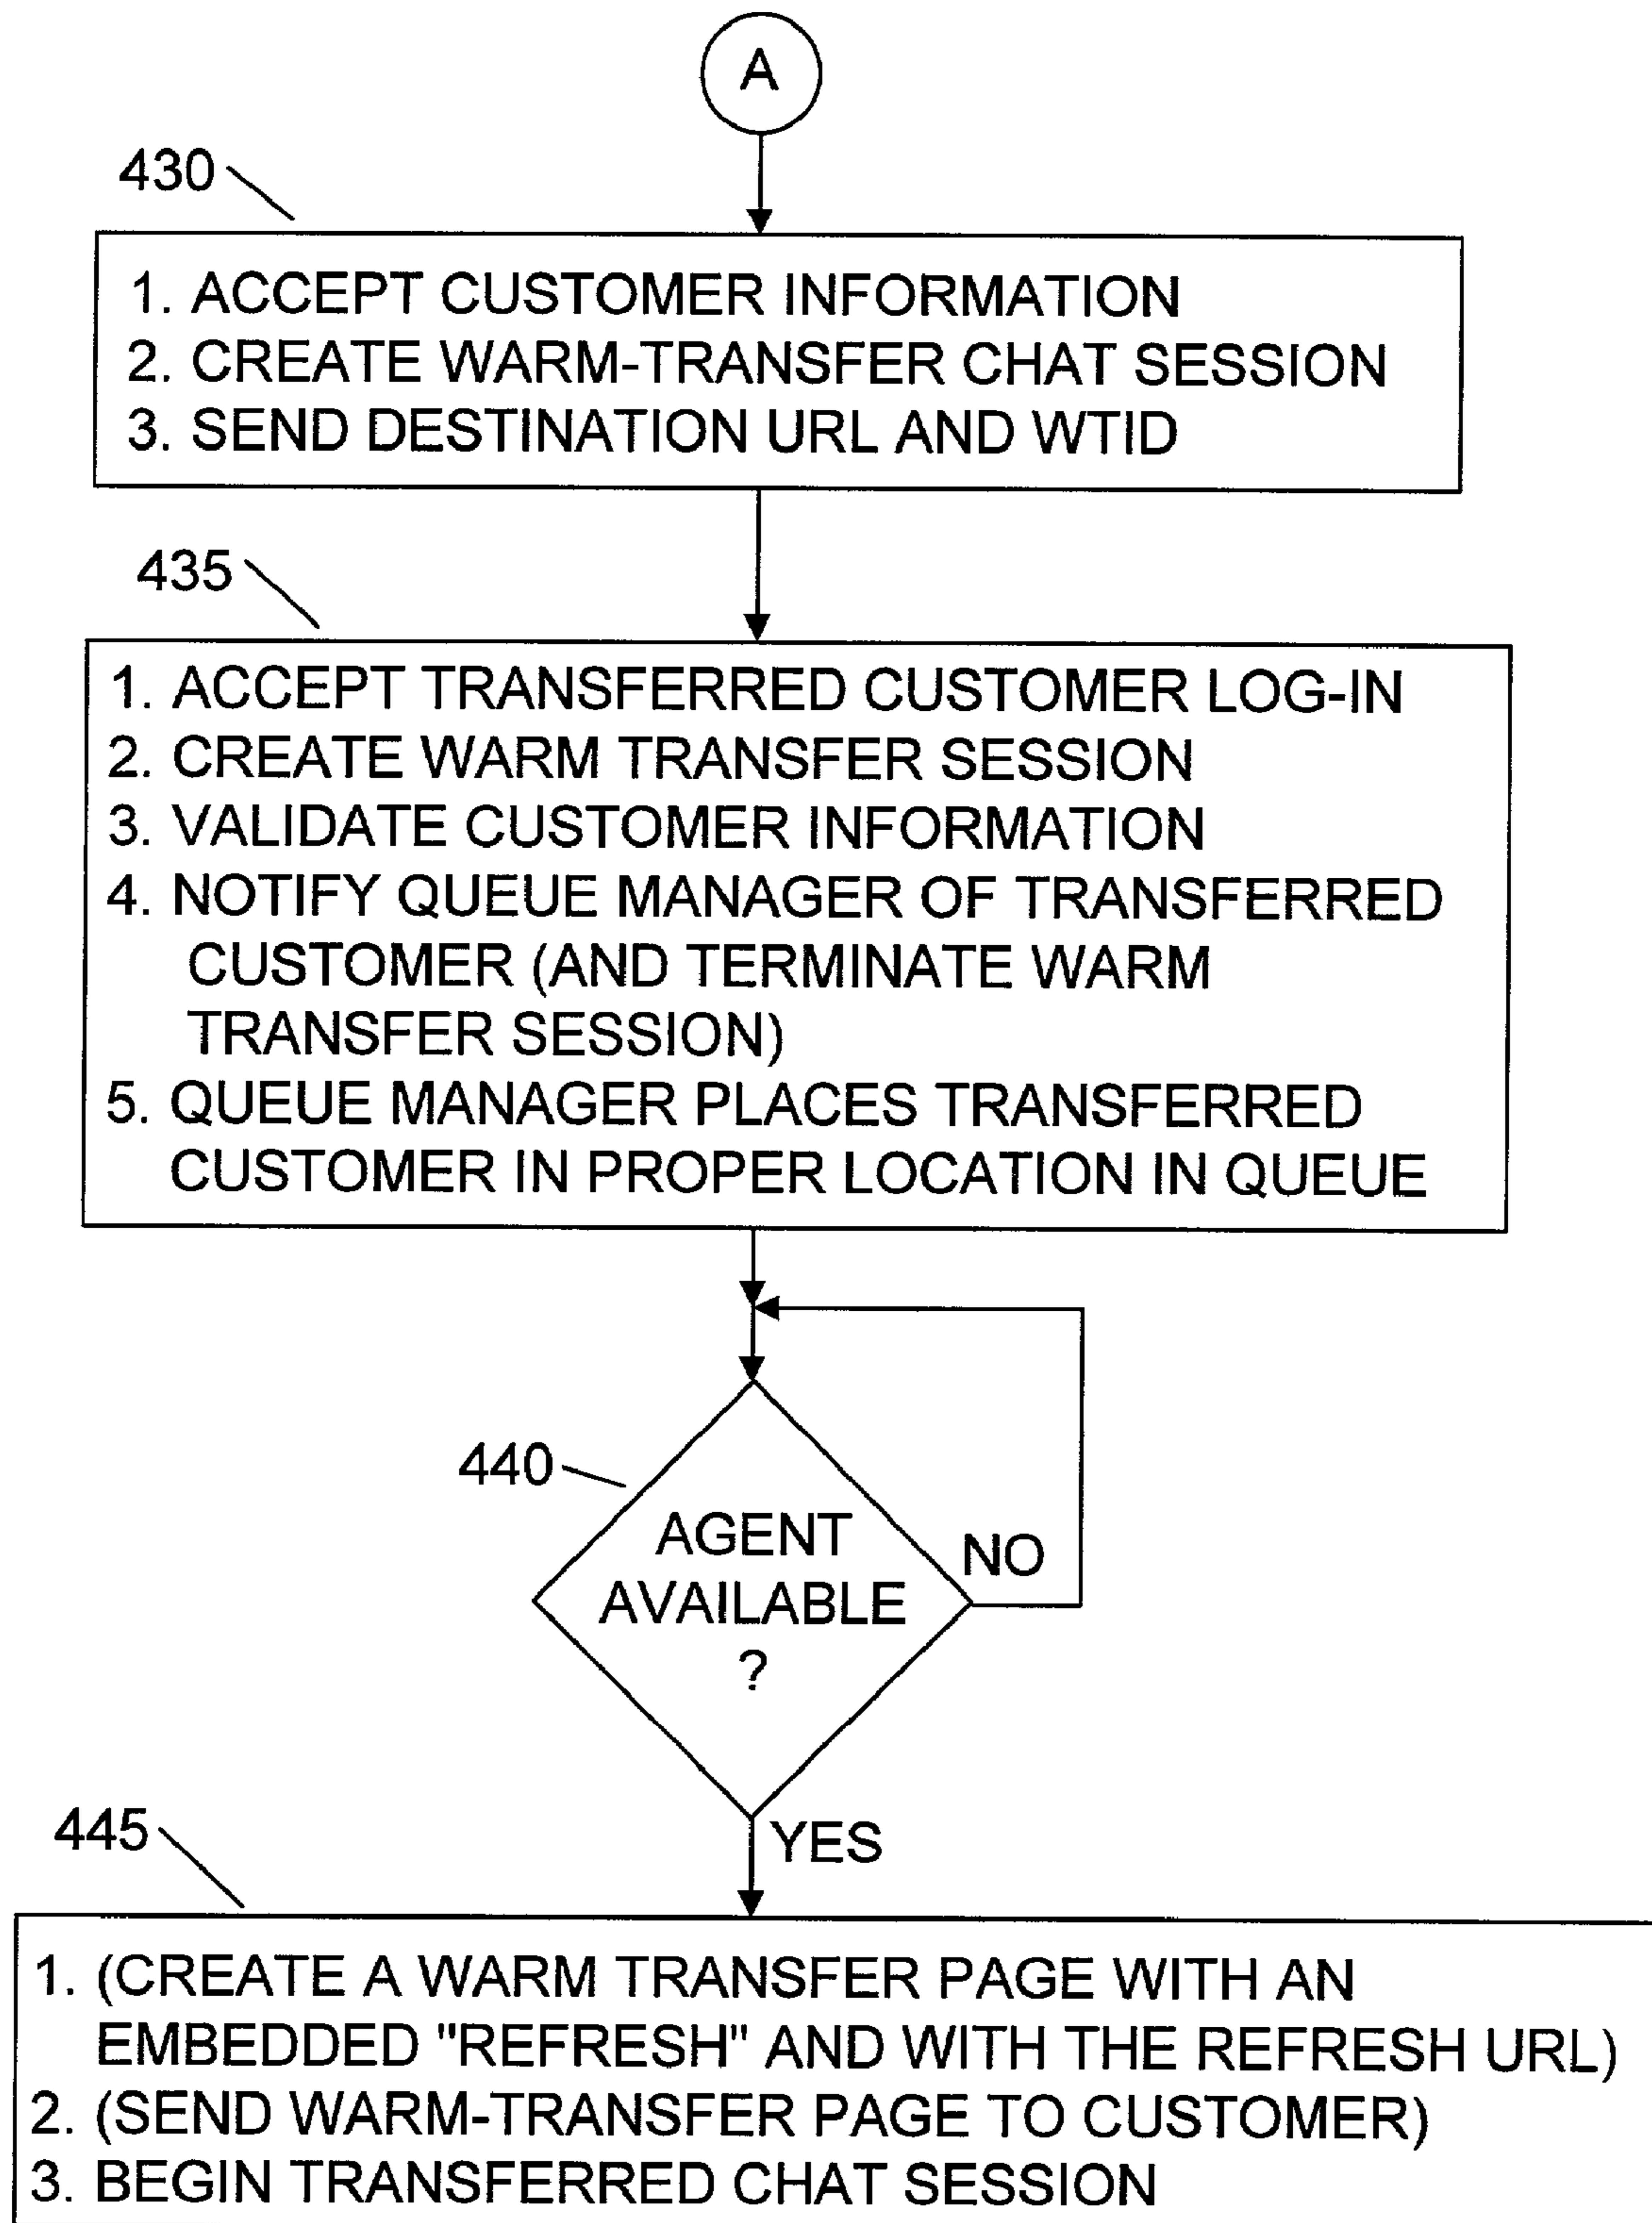 A
430
1. ACCEPT CUSTOMER INFORMATION
2. CREATE WARM-TRANSFER CHAT SESSION
3. SEND DESTINATION URL AND WTID
435
1. ACCEPT TRANSFERRED CUSTOMER LOG-IN
2. CREATE WARM TRANSFER SESSION
3. VALIDATE CUSTOMER INFORMATION
4. NOTIFY QUEUE MANAGER OF TRANSFERRED
CUSTOMER (AND TERMINATE WARM
TRANSFER SESSION)
5. QUEUE MANAGER PLACES TRANSFERRED
CUSTOMER IN PROPER LOCATION IN QUEUE
440
AGENT
AVAILABLE
?
NO
YES
445
1. (CREATE A WARM TRANSFER PAGE WITH AN
EMBEDDED "REFRESH" AND WITH THE REFRESH URL)
2. (SEND WARM-TRANSFER PAGE TO CUSTOMER)
3. BEGIN TRANSFERRED CHAT SESSION